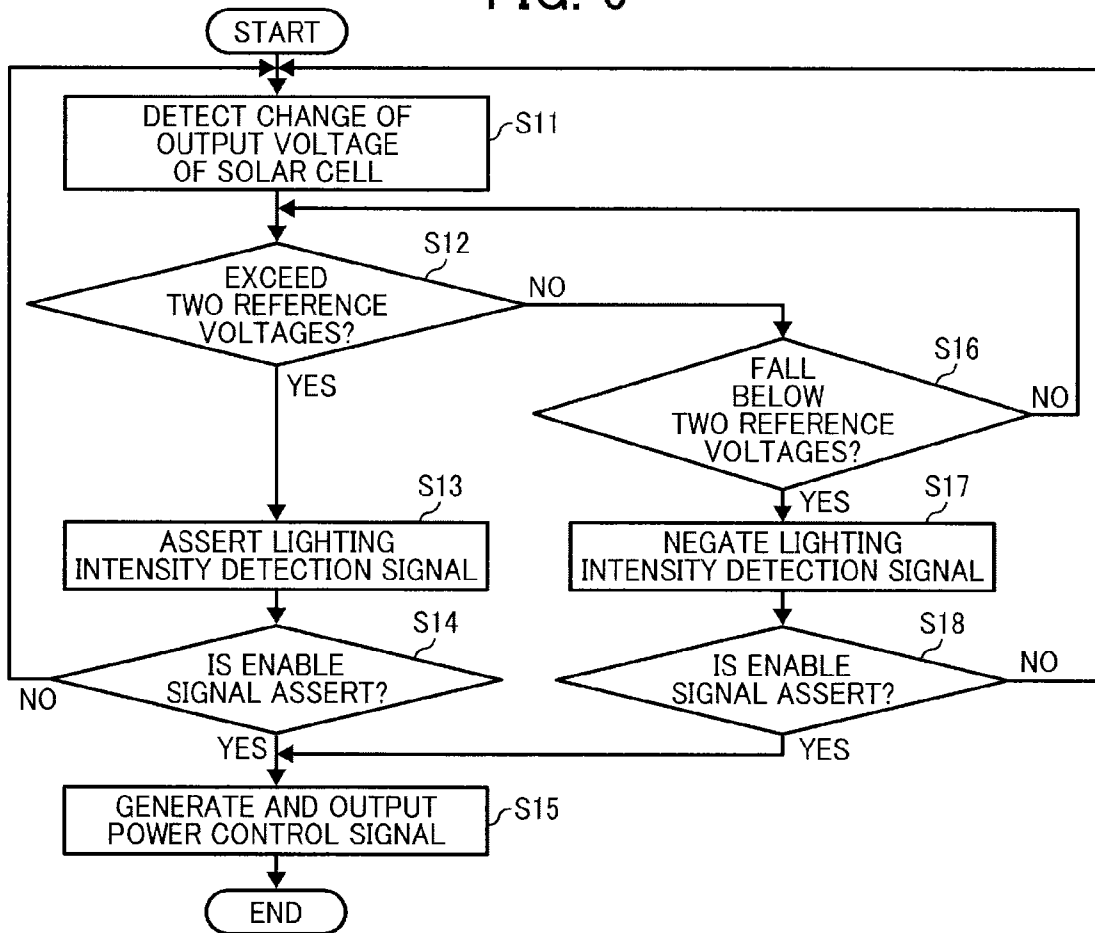 START
DETECT CHANGE OF
OUTPUT VOLTAGE
OF SOLAR CELL
S11
S12
EXCEED
TWO REFERENCE
VOLTAGES?
NO
YES
S16
FALL
BELOW
TWO REFERENCE
VOLTAGES?
NO
YES
S13
ASSERT LIGHTING
INTENSITY DETECTION SIGNAL
S17
NEGATE LIGHTING
INTENSITY DETECTION SIGNAL
S14
IS ENABLE
SIGNAL ASSERT?
NO
YES
S18
IS ENABLE
SIGNAL ASSERT?
NO
YES
GENERATE AND OUTPUT
POWER CONTROL SIGNAL
S15
END